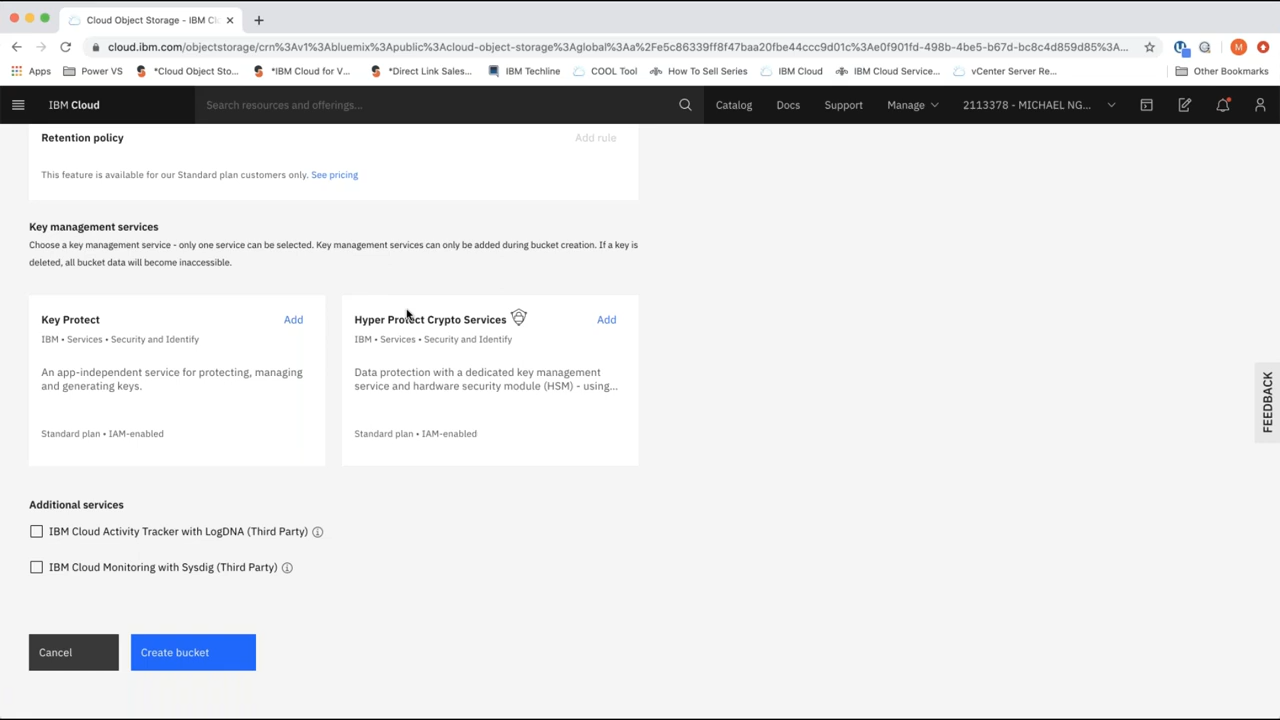 Cloud Object Storage - IBM Cl
cloud.ibm.com/objectstorage/crn%3Av1%3Abluemix%3Apublic%3Acloud-object-storage%3Aglobal%3Aa%2Fe5c86339ff8f47baa20fbe44ccc9d01c%3Ae0f901fd-498b-4be5-b67d-bc8c4d859d85%3A...
Apps Power VS *Cloud Object Sto... *IBM Cloud for V... *Direct Link Sales... IBM Techline COOL Tool How To Sell Series IBM Cloud IBM Cloud Service... vCenter Server Re... Other Bookmarks
IBM Cloud Search resources and offerings... Catalog Docs Support Manage 2113378 - MICHAEL NG...
Retention policy Add rule
This feature is available for our Standard plan customers only. See pricing
Key management services
Choose a key management service - only one service can be selected. Key management services can only be added during bucket creation. If a key is
deleted, all bucket data will become inaccessible.
Key Protect Add
IBM • Services • Security and Identify
An app-independent service for protecting, managing
and generating keys.
Standard plan • IAM-enabled
Hyper Protect Crypto Services Add
IBM • Services • Security and Identify
Data protection with a dedicated key management
service and hardware security module (HSM) - using...
Standard plan • IAM-enabled
Additional services
IBM Cloud Activity Tracker with LogDNA (Third Party)
IBM Cloud Monitoring with Sysdig (Third Party)
Cancel Create bucket
FEEDBACK
M